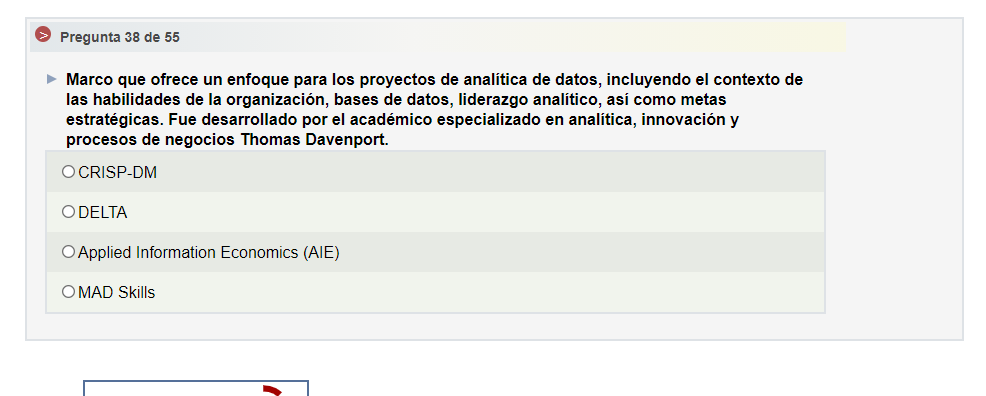 Pregunta 38 de 55
Marco que ofrece un enfoque para los proyectos de analítica de datos, incluyendo el contexto de
las habilidades de la organización, bases de datos, liderazgo analítico, así como metas
estratégicas. Fue desarrollado por el académico especializado en analítica, innovación y
procesos de negocios Thomas Davenport.
CRISP-DM
DELTA
Applied Information Economics (AIE)
MAD Skills